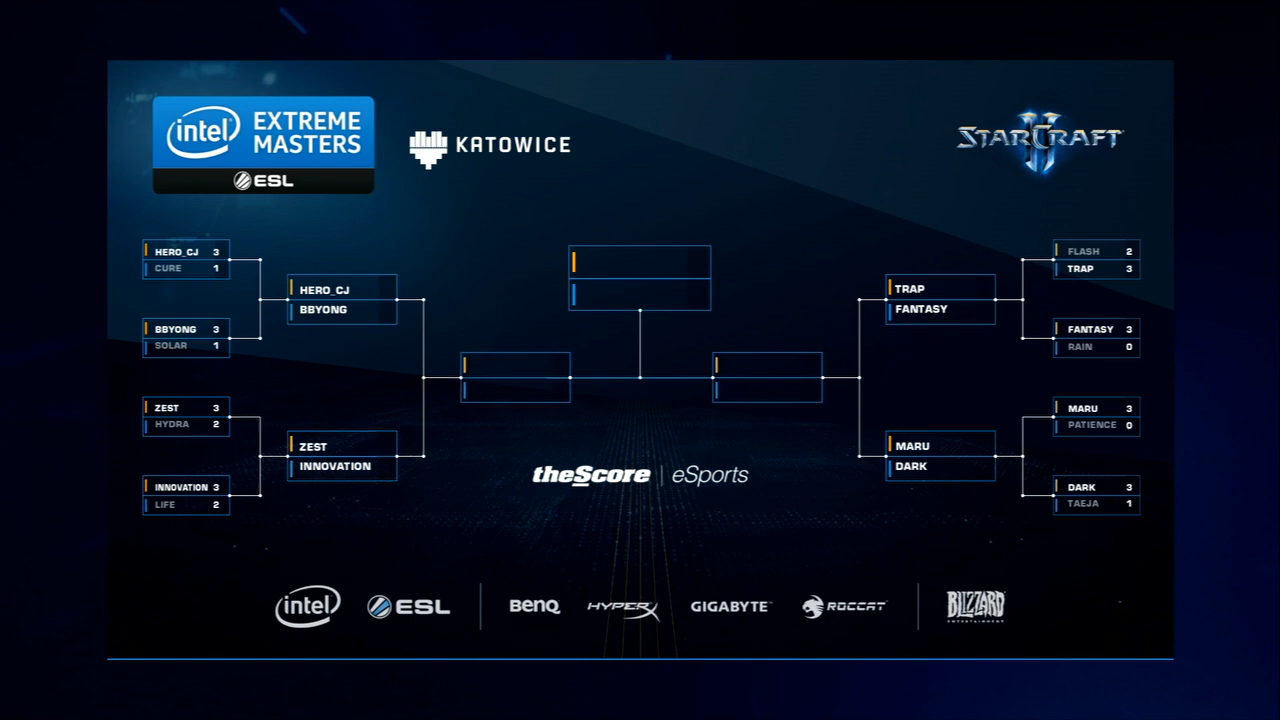 intel EXTREME
MASTERS
ESL
KATOWICE
STARCRAFT II
HERO_CJ 3
CURE 1
BBYONG 3
SOLAR 1
ZEST 3
HYDRA 2
INNOVATION 3
LIFE 2
HERO_CJ
BBYONG
ZEST
INNOVATION
TRAP
FANTASY
MARU
DARK
FLASH 2
TRAP 3
FANTASY 3
RAIN 0
MARU 3
PATIENCE 0
DARK 3
TAEJA 1
theScore | eSports
intel ESL BenQ HYPERX GIGABYTE ROCCAT BLIZZARD
ENTERTAINMENT